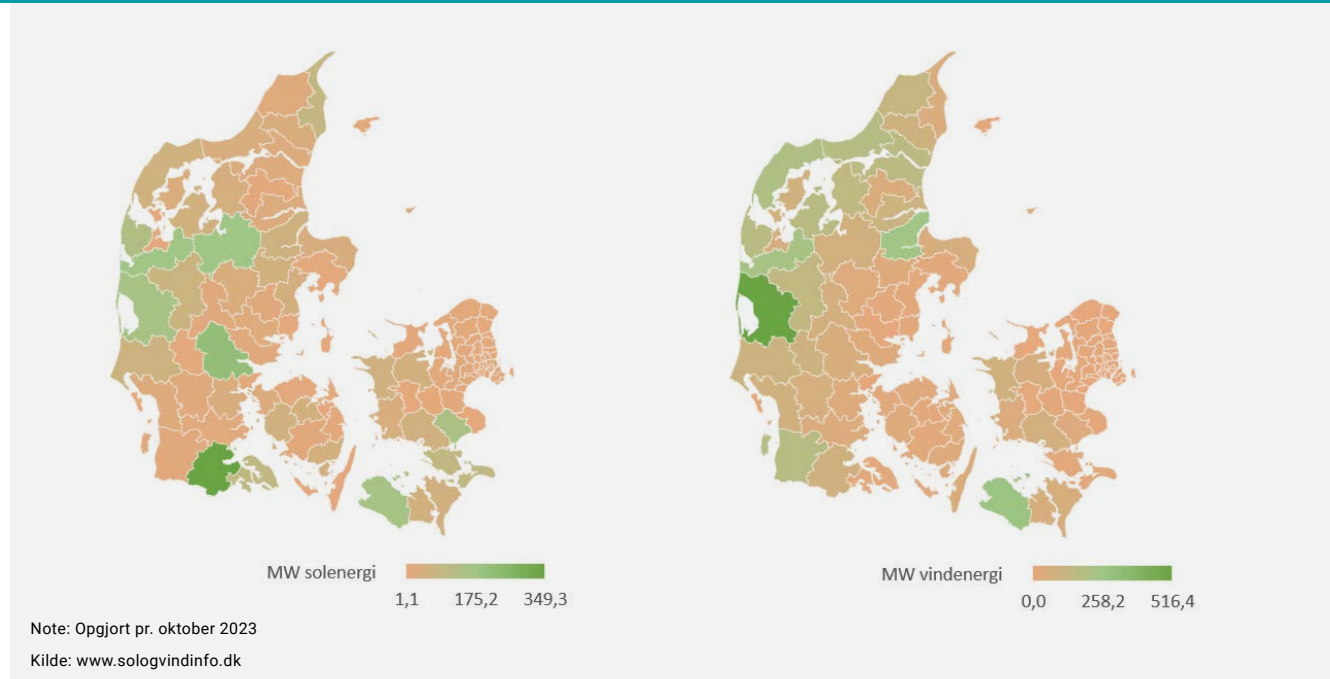 MW solenergi
1,1 175,2 349,3
MW vindenergi
0,0 258,2 516,4
Note: Opgjort pr. oktober 2023
Kilde: www.sologvindinfo.dk